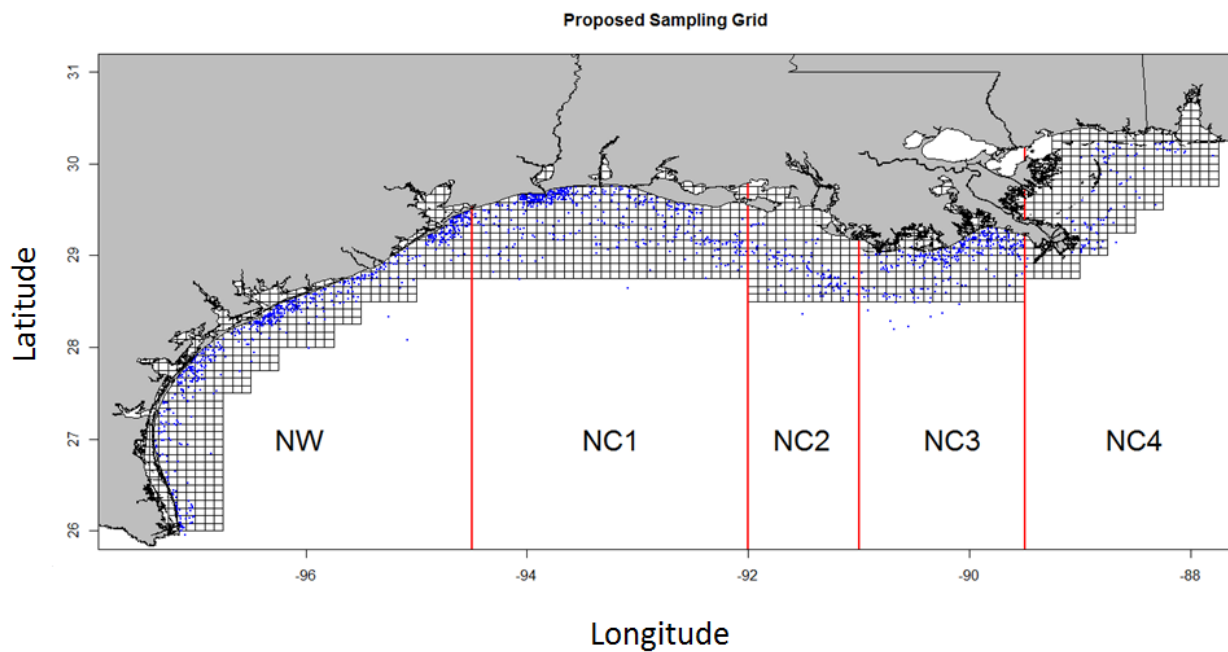 Proposed Sampling Grid
31
30
29
28
27
26
Latitude
NW NC1 NC2 NC3 NC4
-96 -94 -92 -90 -88
Longitude